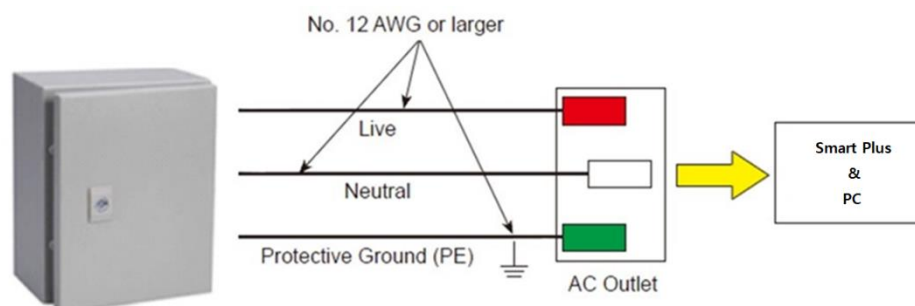 No. 12 AWG or larger
Live
Neutral
Protective Ground (PE)
AC Outlet
Smart Plus
&
PC